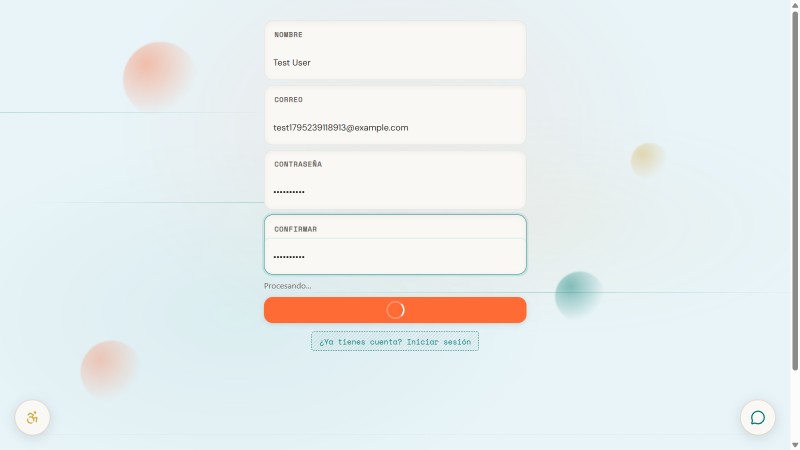 NOMBRE
Test User
CORREO
test1795239118913@example.com
CONTRASEÑA
••••••••••
CONFIRMAR
••••••••••
Procesando...
¿Ya tienes cuenta? Iniciar sesión